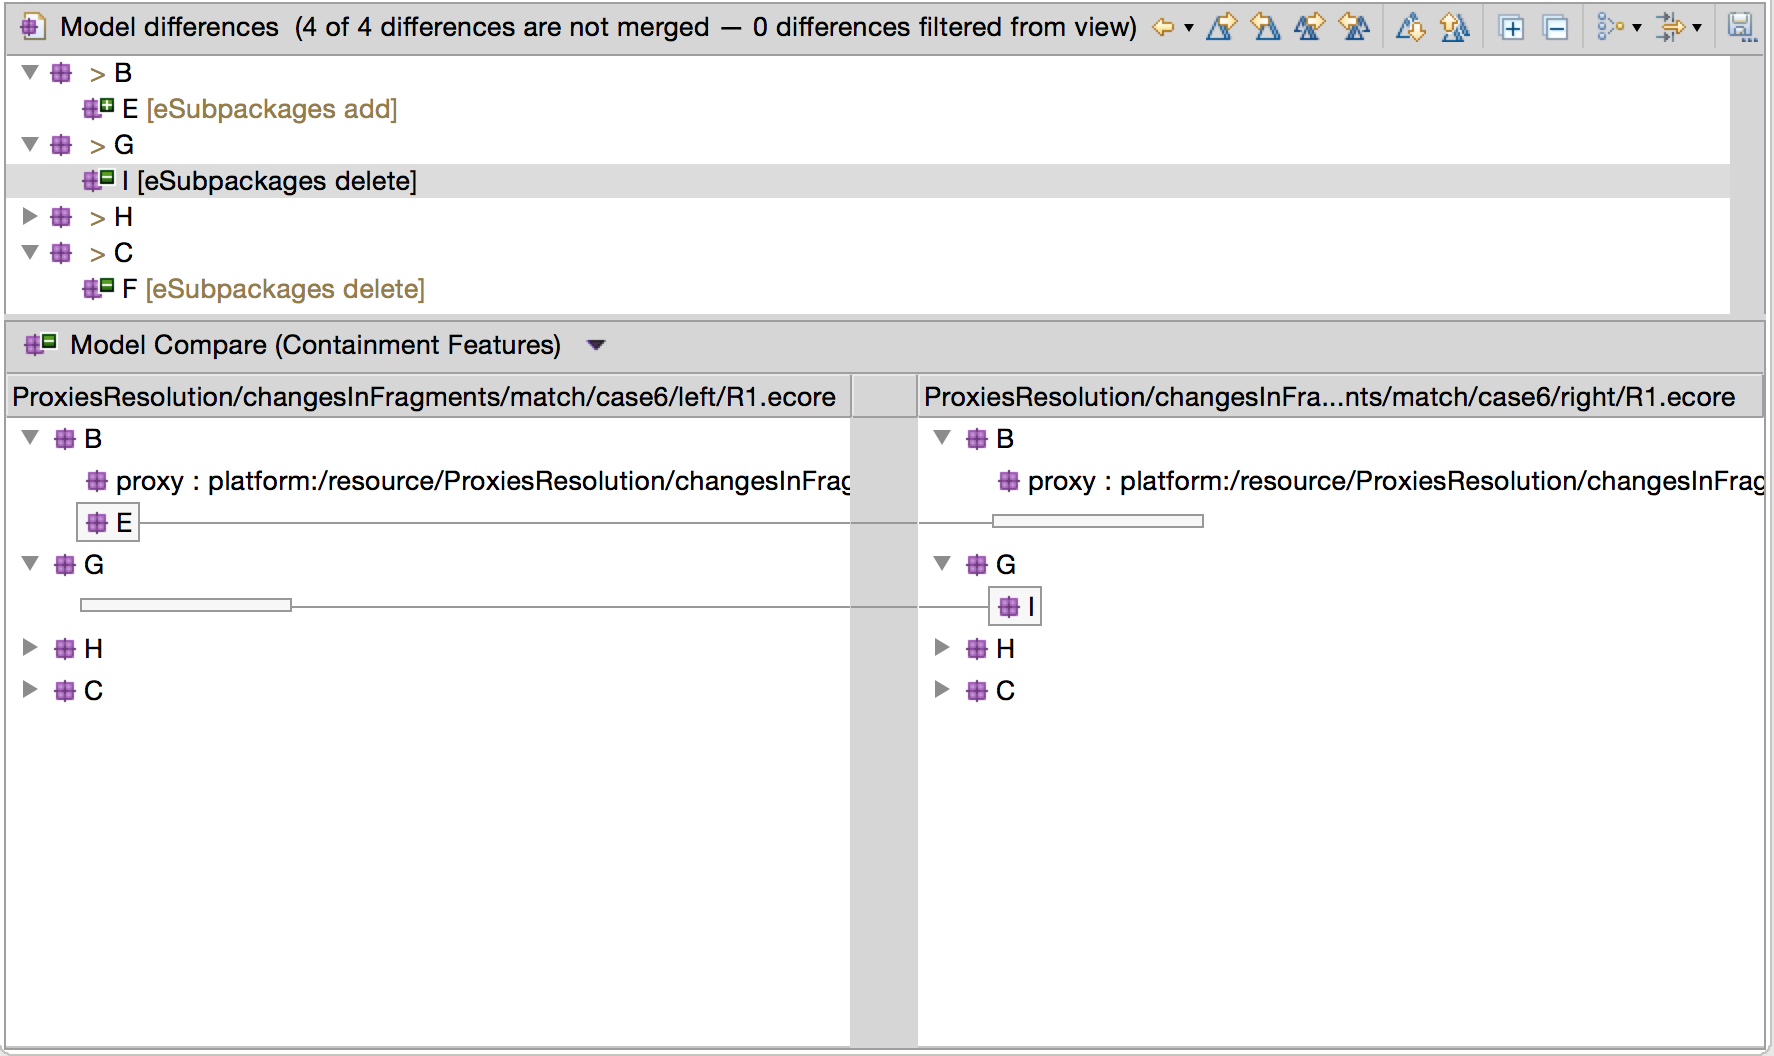 Model differences (4 of 4 differences are not merged — 0 differences filtered from view)
> B
E [eSubpackages add]
> G
I [eSubpackages delete]
> H
> C
F [eSubpackages delete]
Model Compare (Containment Features)
ProxiesResolution/changesInFragments/match/case6/left/R1.ecore
ProxiesResolution/changesInFra...nts/match/case6/right/R1.ecore
B
proxy : platform:/resource/ProxiesResolution/changesInFrag
E
G
H
C
B
proxy : platform:/resource/ProxiesResolution/changesInFrag
G
I
H
C